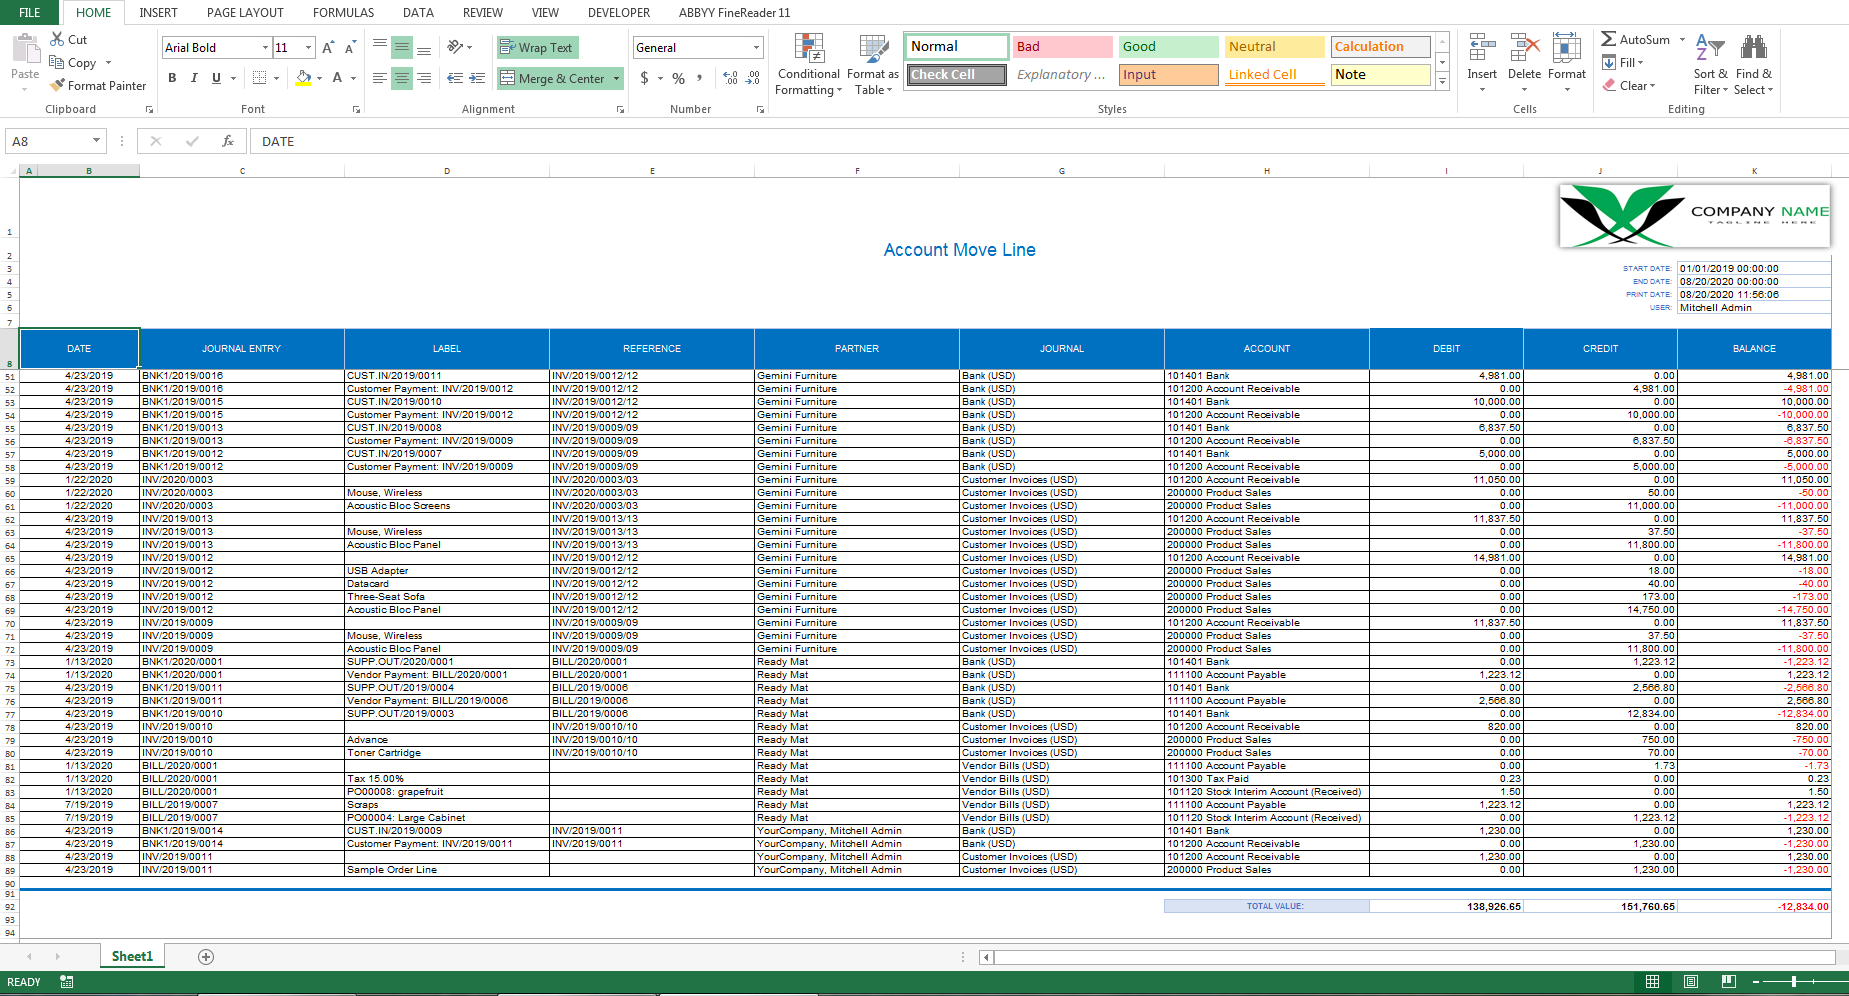 FILE HOME INSERT PAGE LAYOUT FORMULAS DATA REVIEW VIEW DEVELOPER ABBYY FineReader 11
Cut Arial Bold 11 Wrap Text General Normal Bad Good Neutral Calculation AutoSum
Paste Copy Fill
Format Painter B I U A Merge & Center $ % Conditional Formatting Format as Table Check Cell Explanatory ... Input Linked Cell Note Insert Delete Format Clear Sort & Filter Find & Select
Clipboard Font Alignment Number Styles Cells Editing
A8 fx DATE
A B C D E F G H I J K
1 COMPANY NAME
TAGLINE HERE
2 Account Move Line
3 START DATE: 01/01/2019 00:00:00
4 END DATE: 08/20/2020 00:00:00
5 PRINT DATE: 08/20/2020 11:56:06
6 USER: Mitchell Admin
7
8 DATE JOURNAL ENTRY LABEL REFERENCE PARTNER JOURNAL ACCOUNT DEBIT CREDIT BALANCE
51 4/23/2019 BNK1/2019/0016 CUST.IN/2019/0011 INV/2019/0012/12 Gemini Furniture Bank (USD) 101401 Bank 4,981.00 0.00 4,981.00
52 4/23/2019 BNK1/2019/0016 Customer Payment: INV/2019/0012 INV/2019/0012/12 Gemini Furniture Bank (USD) 101200 Account Receivable 0.00 4,981.00 -4,981.00
53 4/23/2019 BNK1/2019/0015 CUST.IN/2019/0010 INV/2019/0012/12 Gemini Furniture Bank (USD) 101401 Bank 10,000.00 0.00 10,000.00
54 4/23/2019 BNK1/2019/0015 Customer Payment: INV/2019/0012 INV/2019/0012/12 Gemini Furniture Bank (USD) 101200 Account Receivable 0.00 10,000.00 -10,000.00
55 4/23/2019 BNK1/2019/0013 CUST.IN/2019/0008 INV/2019/0009/09 Gemini Furniture Bank (USD) 101401 Bank 6,837.50 0.00 6,837.50
56 4/23/2019 BNK1/2019/0013 Customer Payment: INV/2019/0009 INV/2019/0009/09 Gemini Furniture Bank (USD) 101200 Account Receivable 0.00 6,837.50 -6,837.50
57 4/23/2019 BNK1/2019/0012 CUST.IN/2019/0007 INV/2019/0009/09 Gemini Furniture Bank (USD) 101401 Bank 5,000.00 0.00 5,000.00
58 4/23/2019 BNK1/2019/0012 Customer Payment: INV/2019/0009 INV/2019/0009/09 Gemini Furniture Bank (USD) 101200 Account Receivable 0.00 5,000.00 -5,000.00
59 1/22/2020 INV/2020/0003 INV/2020/0003/03 Gemini Furniture Customer Invoices (USD) 101200 Account Receivable 11,050.00 0.00 11,050.00
60 1/22/2020 INV/2020/0003 Mouse, Wireless INV/2020/0003/03 Gemini Furniture Customer Invoices (USD) 200000 Product Sales 0.00 50.00 -50.00
61 1/22/2020 INV/2020/0003 Acoustic Bloc Screens INV/2020/0003/03 Gemini Furniture Customer Invoices (USD) 200000 Product Sales 0.00 11,000.00 -11,000.00
62 4/23/2019 INV/2019/0013 INV/2019/0013/13 Gemini Furniture Customer Invoices (USD) 101200 Account Receivable 11,837.50 0.00 11,837.50
63 4/23/2019 INV/2019/0013 Mouse, Wireless INV/2019/0013/13 Gemini Furniture Customer Invoices (USD) 200000 Product Sales 0.00 37.50 -37.50
64 4/23/2019 INV/2019/0013 Acoustic Bloc Panel INV/2019/0013/13 Gemini Furniture Customer Invoices (USD) 200000 Product Sales 0.00 11,800.00 -11,800.00
65 4/23/2019 INV/2019/0012 INV/2019/0012/12 Gemini Furniture Customer Invoices (USD) 101200 Account Receivable 14,981.00 0.00 14,981.00
66 4/23/2019 INV/2019/0012 USB Adapter INV/2019/0012/12 Gemini Furniture Customer Invoices (USD) 200000 Product Sales 0.00 18.00 -18.00
67 4/23/2019 INV/2019/0012 Datacard INV/2019/0012/12 Gemini Furniture Customer Invoices (USD) 200000 Product Sales 0.00 40.00 -40.00
68 4/23/2019 INV/2019/0012 Three-Seat Sofa INV/2019/0012/12 Gemini Furniture Customer Invoices (USD) 200000 Product Sales 0.00 173.00 -173.00
69 4/23/2019 INV/2019/0012 Acoustic Bloc Panel INV/2019/0012/12 Gemini Furniture Customer Invoices (USD) 200000 Product Sales 0.00 14,750.00 -14,750.00
70 4/23/2019 INV/2019/0009 INV/2019/0009/09 Gemini Furniture Customer Invoices (USD) 101200 Account Receivable 11,837.50 0.00 11,837.50
71 4/23/2019 INV/2019/0009 Mouse, Wireless INV/2019/0009/09 Gemini Furniture Customer Invoices (USD) 200000 Product Sales 0.00 37.50 -37.50
72 4/23/2019 INV/2019/0009 Acoustic Bloc Panel INV/2019/0009/09 Gemini Furniture Customer Invoices (USD) 200000 Product Sales 0.00 11,800.00 -11,800.00
73 1/13/2020 BNK1/2020/0001 SUPP.OUT/2020/0001 BILL/2020/0001 Ready Mat Bank (USD) 101401 Bank 0.00 1,223.12 -1,223.12
74 1/13/2020 BNK1/2020/0001 Vendor Payment: BILL/2020/0001 BILL/2020/0001 Ready Mat Bank (USD) 111100 Account Payable 1,223.12 0.00 1,223.12
75 4/23/2019 BNK1/2019/0011 SUPP.OUT/2019/0004 BILL/2019/0006 Ready Mat Bank (USD) 101401 Bank 0.00 2,566.80 -2,566.80
76 4/23/2019 BNK1/2019/0011 Vendor Payment: BILL/2019/0006 BILL/2019/0006 Ready Mat Bank (USD) 111100 Account Payable 2,566.80 0.00 2,566.80
77 4/23/2019 BNK1/2019/0010 SUPP.OUT/2019/0003 BILL/2019/0006 Ready Mat Bank (USD) 101401 Bank 0.00 12,834.00 -12,834.00
78 4/23/2019 INV/2019/0010 INV/2019/0010/10 Ready Mat Customer Invoices (USD) 101200 Account Receivable 820.00 0.00 820.00
79 4/23/2019 INV/2019/0010 Advance INV/2019/0010/10 Ready Mat Customer Invoices (USD) 200000 Product Sales 0.00 750.00 -750.00
80 4/23/2019 INV/2019/0010 Toner Cartridge INV/2019/0010/10 Ready Mat Customer Invoices (USD) 200000 Product Sales 0.00 70.00 -70.00
81 1/13/2020 BILL/2020/0001 Ready Mat Vendor Bills (USD) 111100 Account Payable 0.00 1.73 -1.73
82 1/13/2020 BILL/2020/0001 Tax 15.00% Ready Mat Vendor Bills (USD) 101300 Tax Paid 0.23 0.00 0.23
83 1/13/2020 BILL/2020/0001 PO00008: grapefruit Ready Mat Vendor Bills (USD) 101120 Stock Interim Account (Received) 1.50 0.00 1.50
84 7/19/2019 BILL/2019/0007 Scraps Ready Mat Vendor Bills (USD) 111100 Account Payable 1,223.12 0.00 1,223.12
85 7/19/2019 BILL/2019/0007 PO00004: Large Cabinet Ready Mat Vendor Bills (USD) 101120 Stock Interim Account (Received) 0.00 1,223.12 -1,223.12
86 4/23/2019 BNK1/2019/0014 CUST.IN/2019/0009 INV/2019/0011 YourCompany, Mitchell Admin Bank (USD) 101401 Bank 1,230.00 0.00 1,230.00
87 4/23/2019 BNK1/2019/0014 Customer Payment: INV/2019/0011 INV/2019/0011 YourCompany, Mitchell Admin Bank (USD) 101200 Account Receivable 0.00 1,230.00 -1,230.00
88 4/23/2019 INV/2019/0011 YourCompany, Mitchell Admin Customer Invoices (USD) 101200 Account Receivable 1,230.00 0.00 1,230.00
89 4/23/2019 INV/2019/0011 Sample Order Line YourCompany, Mitchell Admin Customer Invoices (USD) 200000 Product Sales 0.00 1,230.00 -1,230.00
90
91
92 TOTAL VALUE: 138,926.65 151,760.65 -12,834.00
93
94
Sheet1
READY